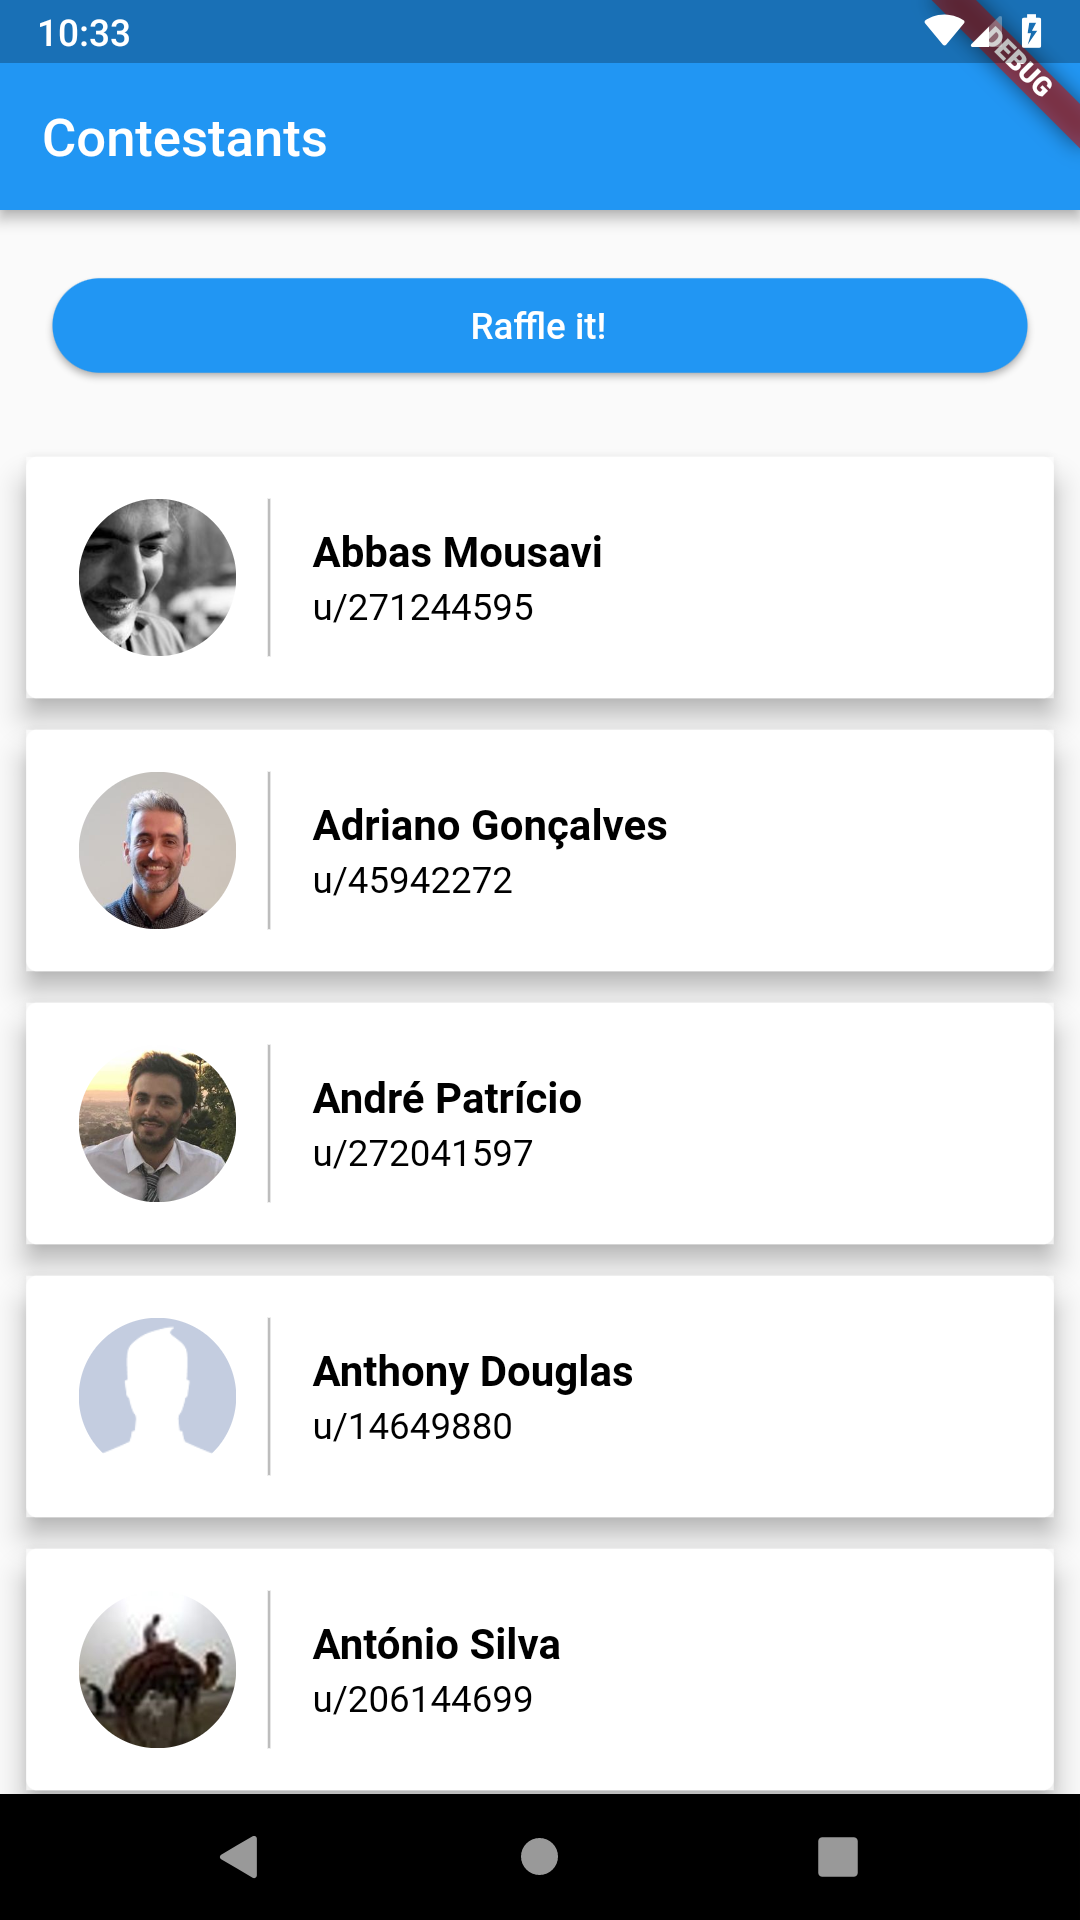 10:33
DEBUG
Contestants
Raffle it!
Abbas Mousavi
u/271244595
Adriano Gonçalves
u/45942272
André Patrício
u/272041597
Anthony Douglas
u/14649880
António Silva
u/206144699